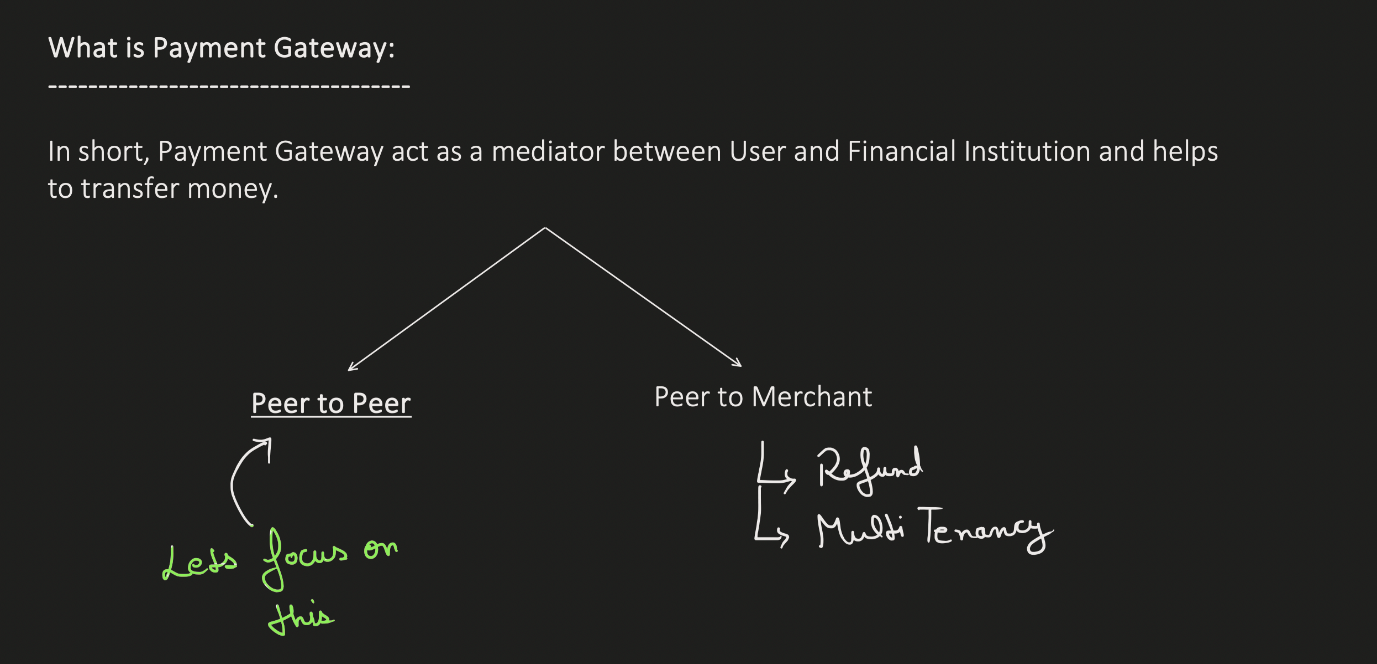 What is Payment Gateway:
-----------------------------------
In short, Payment Gateway act as a mediator between User and Financial Institution and helps
to transfer money.
Peer to Peer
Peer to Merchant
Refund
Multi Tenancy
Lets focus on
this